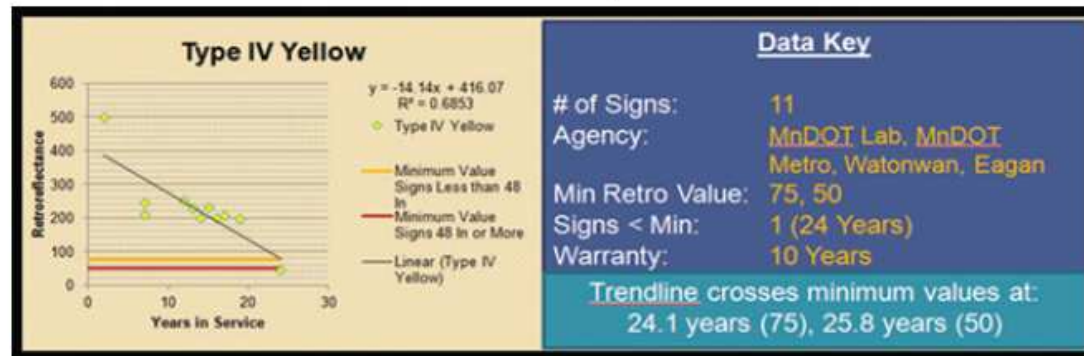 Type IV Yellow
y = -14.14x + 416.07
R² = 0.6853
Type IV Yellow
Minimum Value
Signs Less than 48
In
Minimum Value
Signs 48 In or More
Linear (Type IV
Yellow)
Retroreflectance
600
500
400
300
200
100
0
0
10
20
30
Years in Service
Data Key
# of Signs: 11
Agency: MnDOT Lab, MnDOT
Metro, Watonwan, Eagan
Min Retro Value: 75, 50
Signs < Min: 1 (24 Years)
Warranty: 10 Years
Trendline crosses minimum values at:
24.1 years (75), 25.8 years (50)